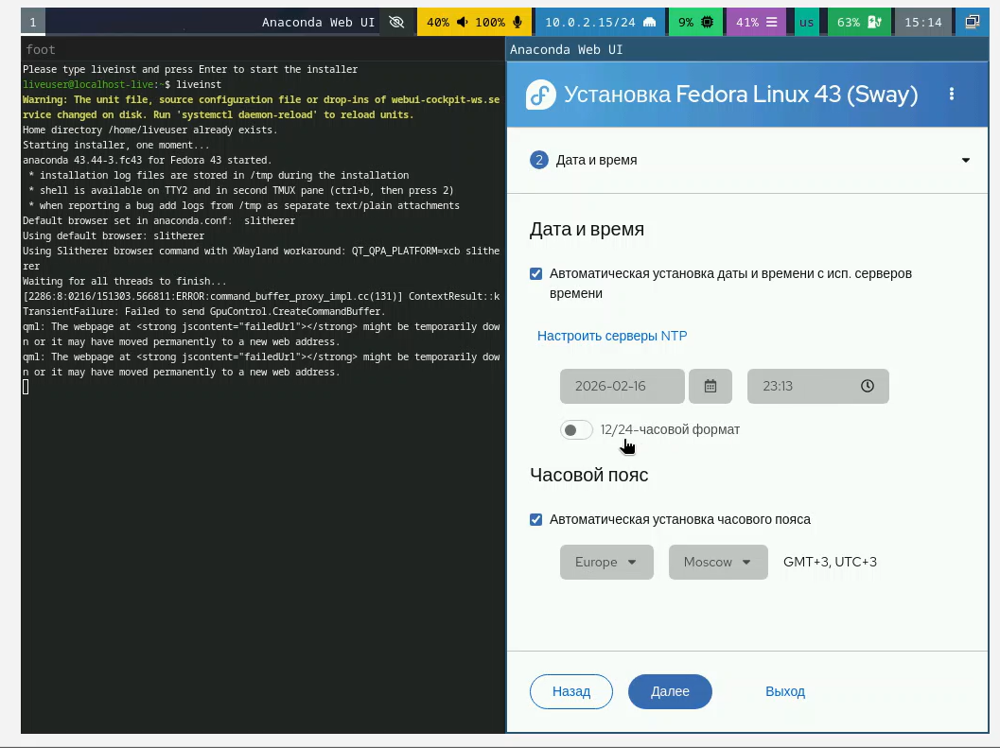 1 Anaconda Web UI 40% 100% 10.0.2.15/24 9% 41% us 63% 15:14
foot
Please type liveinst and press Enter to start the installer
liveuser@localhost-live:~$ liveinst
Warning: The unit file, source configuration file or drop-ins of webui-cockpit-ws.se
rvice changed on disk. Run 'systemctl daemon-reload' to reload units.
Home directory /home/liveuser already exists.
Starting installer, one moment...
anaconda 43.44-3.fc43 for Fedora 43 started.
* installation log files are stored in /tmp during the installation
* shell is available on TTY2 and in second TMUX pane (ctrl+b, then press 2)
* when reporting a bug add logs from /tmp as separate text/plain attachments
Default browser set in anaconda.conf:  slitherer
Using default browser: slitherer
Using Slitherer browser command with XWayland workaround: QT_QPA_PLATFORM=xcb slithe
rer
Waiting for all threads to finish...
[2286:8:0216/151303.566811:ERROR:command_buffer_proxy_impl.cc(131)] ContextResult::k
TransientFailure: Failed to send GpuControl.CreateCommandBuffer.
qml: The webpage at <strong jscontent="failedUrl"></strong> might be temporarily dow
n or it may have moved permanently to a new web address.
qml: The webpage at <strong jscontent="failedUrl"></strong> might be temporarily dow
n or it may have moved permanently to a new web address.
Anaconda Web UI
Установка Fedora Linux 43 (Sway)
2 Дата и время
Дата и время
Автоматическая установка даты и времени с исп. серверов
времени
Настроить серверы NTP
2026-02-16 23:13
12/24-часовой формат
Часовой пояс
Автоматическая установка часового пояса
Europe Moscow GMT+3, UTC+3
Назад Далее Выход